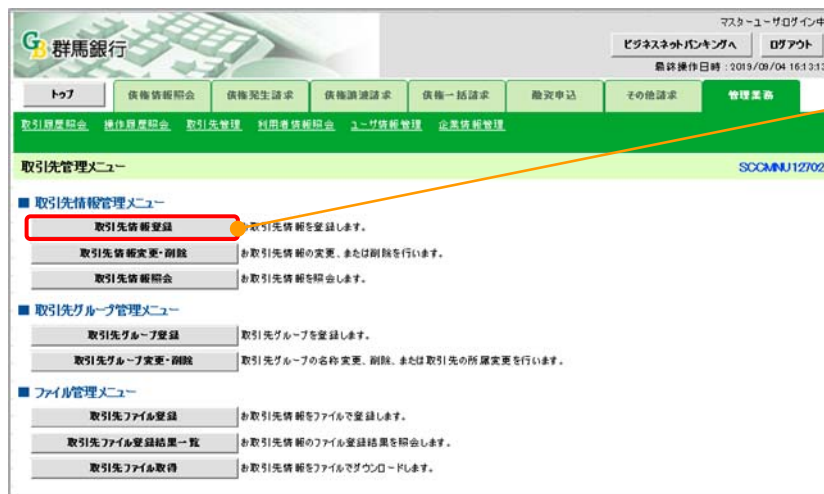 マスターユーザログイン中
群馬銀行
ビジネスネットバンキングへ ログアウト
最終操作日時：2019/09/04 16:13:13
トップ 債権情報照会 債権発生請求 債権譲渡請求 債権一括請求 融資申込 その他請求 管理業務
取引履歴照会 操作履歴照会 取引先管理 利用者情報照会 ユーザ情報管理 企業情報管理
取引先管理メニュー SCCMNU12702
■ 取引先情報管理メニュー
取引先情報登録 お取引先情報を登録します。
取引先情報変更・削除 お取引先情報の変更、または削除を行います。
取引先情報照会 お取引先情報を照会します。
■ 取引先グループ管理メニュー
取引先グループ登録 取引先グループを登録します。
取引先グループ変更・削除 取引先グループの名称変更、削除、または取引先の所属変更を行います。
■ ファイル管理メニュー
取引先ファイル登録 お取引先情報をファイルで登録します。
取引先ファイル登録結果一覧 お取引先情報のファイル登録結果を照会します。
取引先ファイル取得 お取引先情報をファイルでダウンロードします。